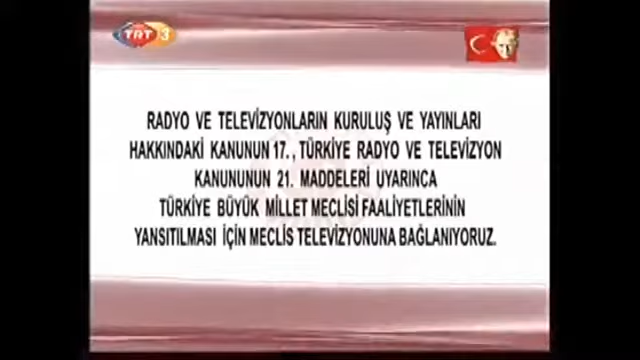 TRT 3
RADYO VE TELEVİZYONLARIN KURULUŞ VE YAYINLARI
HAKKINDAKİ KANUNUN 17. , TÜRKİYE RADYO VE TELEVİZYON
KANUNUNUN 21. MADDELERİ UYARINCA
TÜRKİYE BÜYÜK MİLLET MECLİSİ FAALİYETLERİNİN
YANSITILMASI İÇİN MECLİS TELEVİZYONUNA BAĞLANIYORUZ.